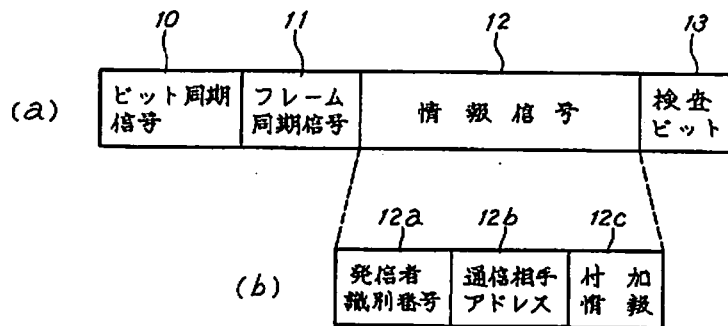 10 11 12 13
(a) ビット同期 フレーム 情報信号 検査
信号 同期信号 ビット
12a 12b 12c
(b) 発信者 通信相手 付加
識別番号 アドレス 情報